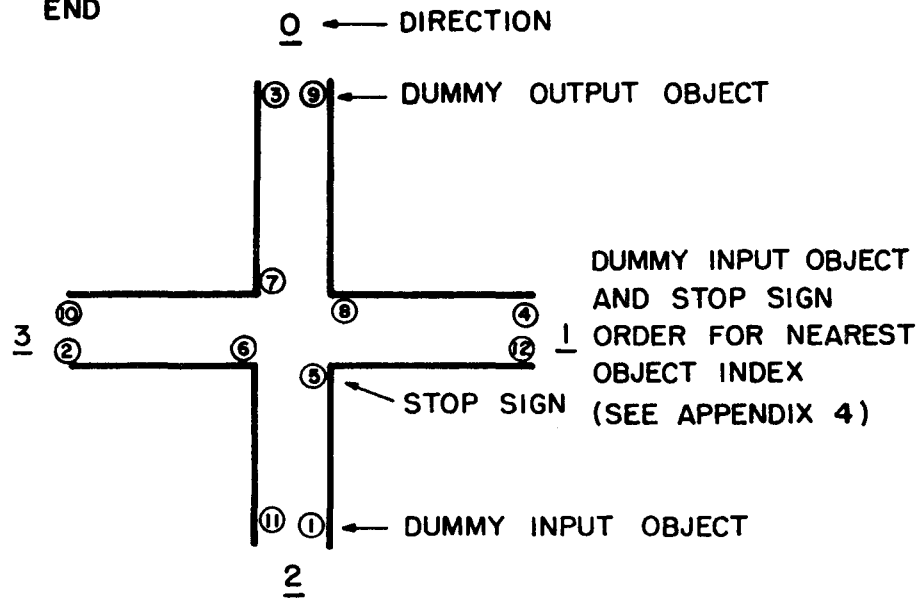 END
0 DIRECTION
3 9 DUMMY OUTPUT OBJECT
7
10 8 4
3 1
2 6 12
5
DUMMY INPUT OBJECT
AND STOP SIGN
ORDER FOR NEAREST
OBJECT INDEX
(SEE APPENDIX 4)
STOP SIGN
11 1 DUMMY INPUT OBJECT
2